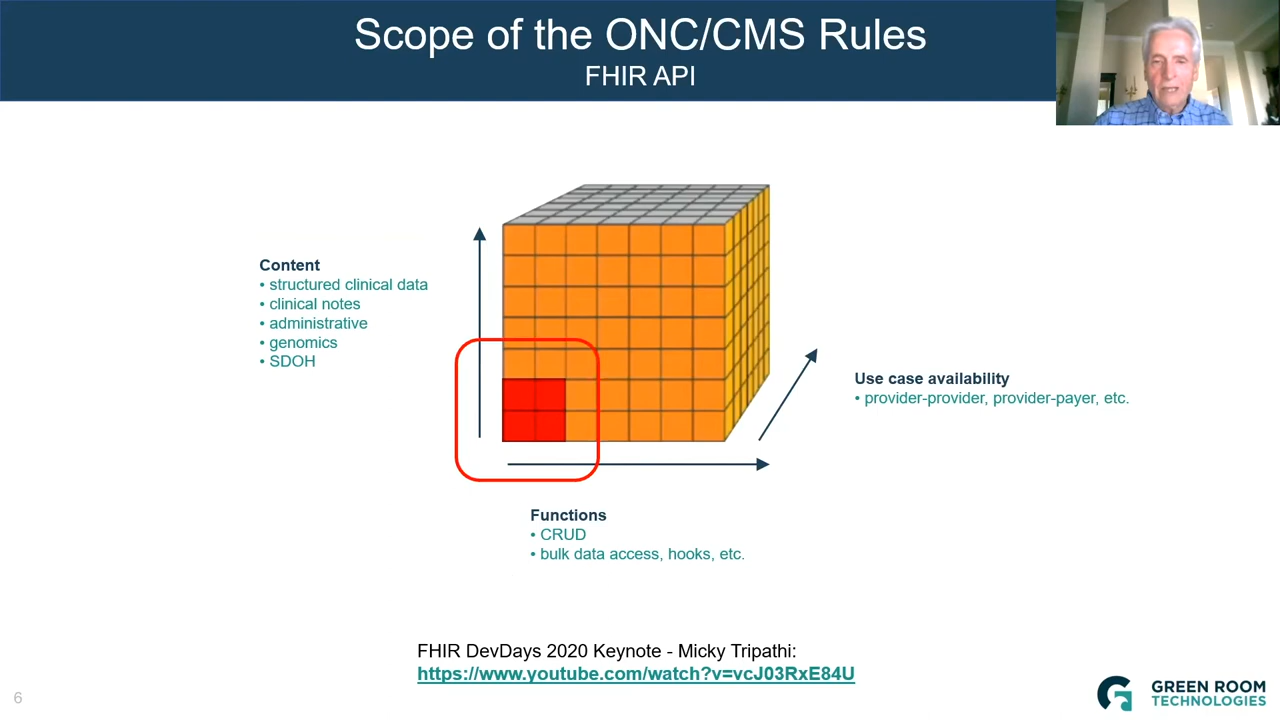 Scope of the ONC/CMS Rules
FHIR API
Content
• structured clinical data
• clinical notes
• administrative
• genomics
• SDOH
Use case availability
• provider-provider, provider-payer, etc.
Functions
• CRUD
• bulk data access, hooks, etc.
FHIR DevDays 2020 Keynote - Micky Tripathi:
https://www.youtube.com/watch?v=vcJ03RxE84U
6
GREEN ROOM
TECHNOLOGIES